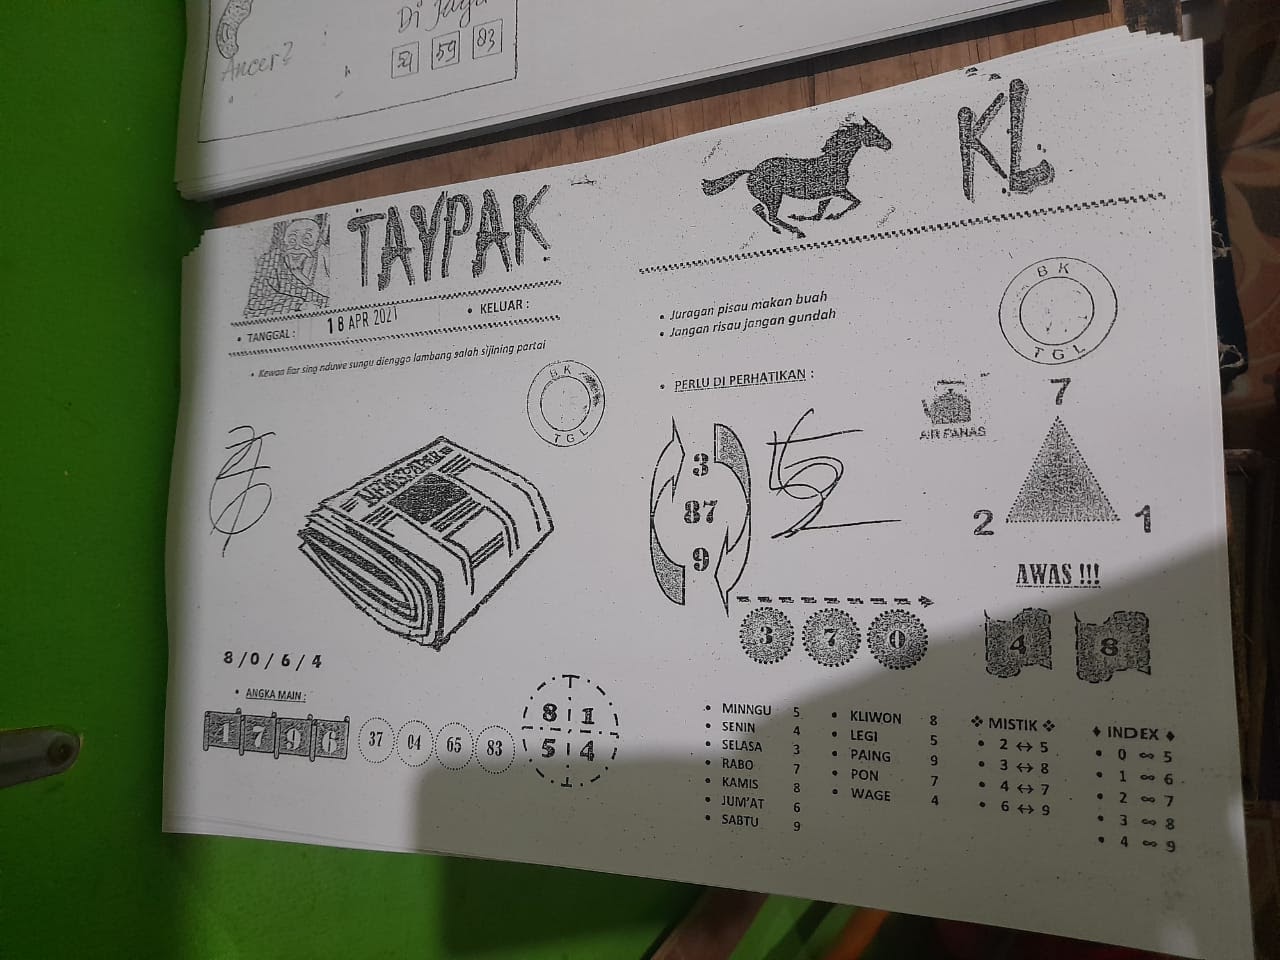 Di Jaya
Ancer2
59 83
TAYPAK
KL
• TANGGAL :
18 APR 2021
• KELUAR :
• Kewan liar sing nduwe sungu dienggo lambang salah sijining partai
BK
TGL
NEWSPAPER
8 / 0 / 6 / 4
• ANGKA MAIN :
1 7 9 6
37 04 65 83
8 1
5 4
• Juragan pisau makan buah
• Jangan risau jangan gundah
BK
TGL
• PERLU DI PERHATIKAN :
3
87
9
AIR PANAS
7
2 1
AWAS !!!
3 7 0
4 8
• MINNGU 5
• SENIN 4
• SELASA 3
• RABO 7
• KAMIS 8
• JUM'AT 6
• SABTU 9
• KLIWON 8
• LEGI 5
• PAING 9
• PON 7
• WAGE 4
❖ MISTIK ❖
• 2 ↔ 5
• 3 ↔ 8
• 4 ↔ 7
• 6 ↔ 9
♦ INDEX ♦
• 0 ∞ 5
• 1 ∞ 6
• 2 ∞ 7
• 3 ∞ 8
• 4 ∞ 9